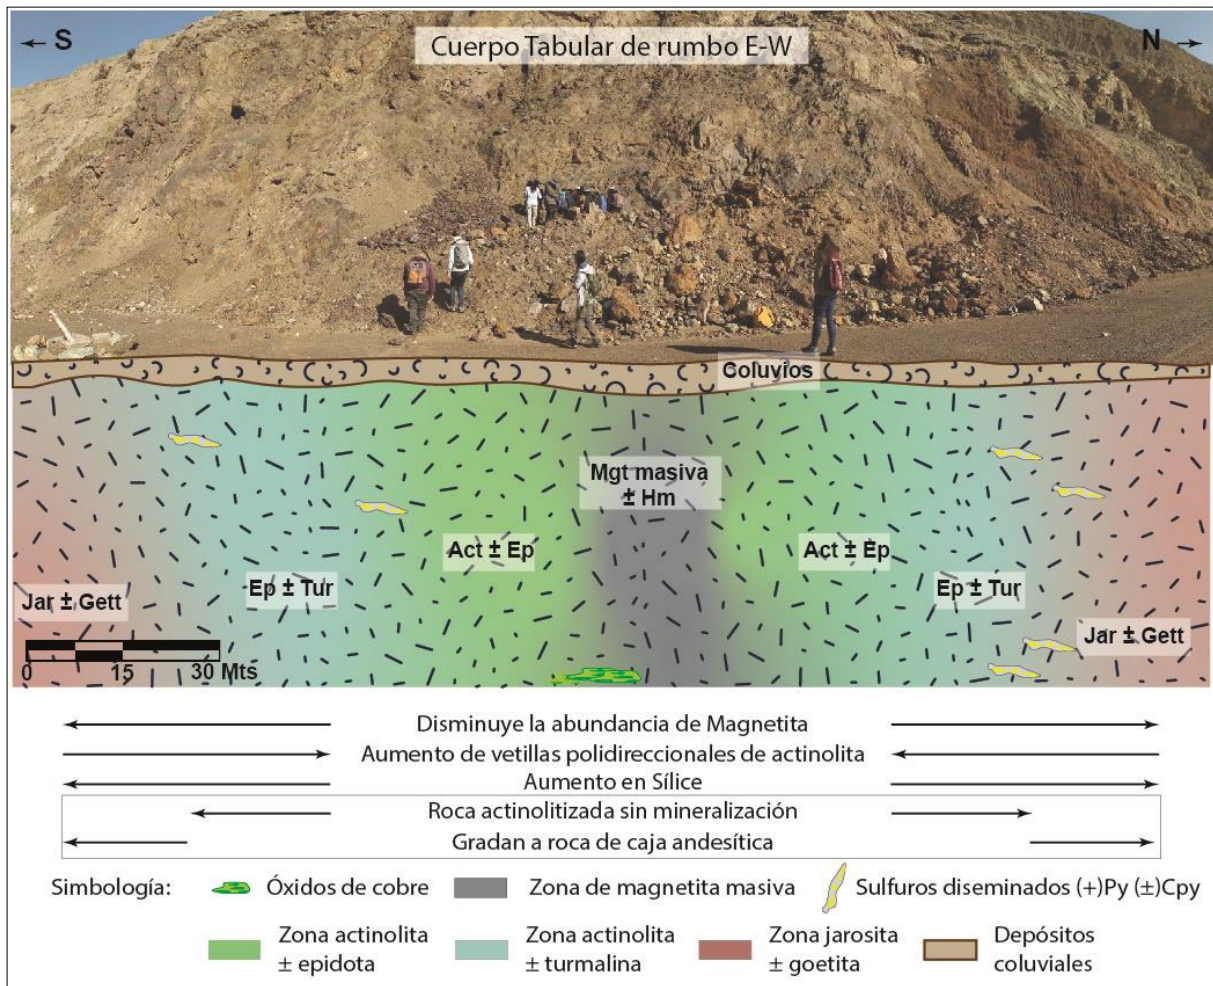 ← S
Cuerpo Tabular de rumbo E-W
N →
Coluvios
Mgt masiva
± Hm
Act ± Ep
Act ± Ep
Ep ± Tur
Ep ± Tur
Jar ± Gett
Jar ± Gett
0 15 30 Mts
Disminuye la abundancia de Magnetita
Aumento de vetillas polidireccionales de actinolita
Aumento en Sílice
Roca actinolitizada sin mineralización
Gradan a roca de caja andesítica
Simbología:
Óxidos de cobre
Zona de magnetita masiva
Sulfuros diseminados (+)Py (±)Cpy
Zona actinolita
± epidota
Zona actinolita
± turmalina
Zona jarosita
± goetita
Depósitos
coluviales